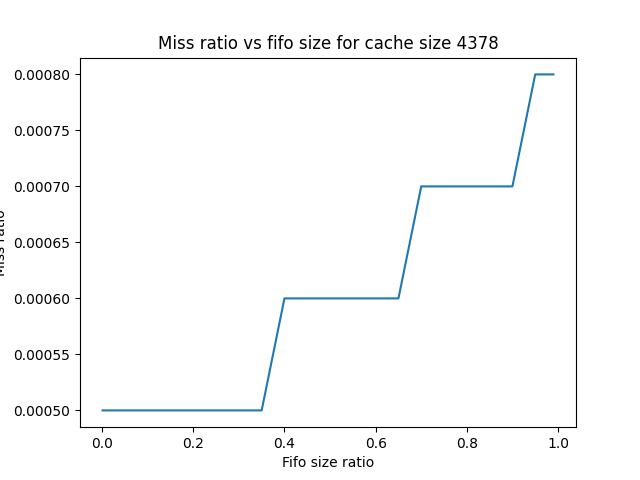 Miss ratio vs fifo size for cache size 4378
0.00080
0.00075
0.00070
0.00065
0.00060
0.00055
0.00050
Miss ratio
0.0 0.2 0.4 0.6 0.8 1.0
Fifo size ratio